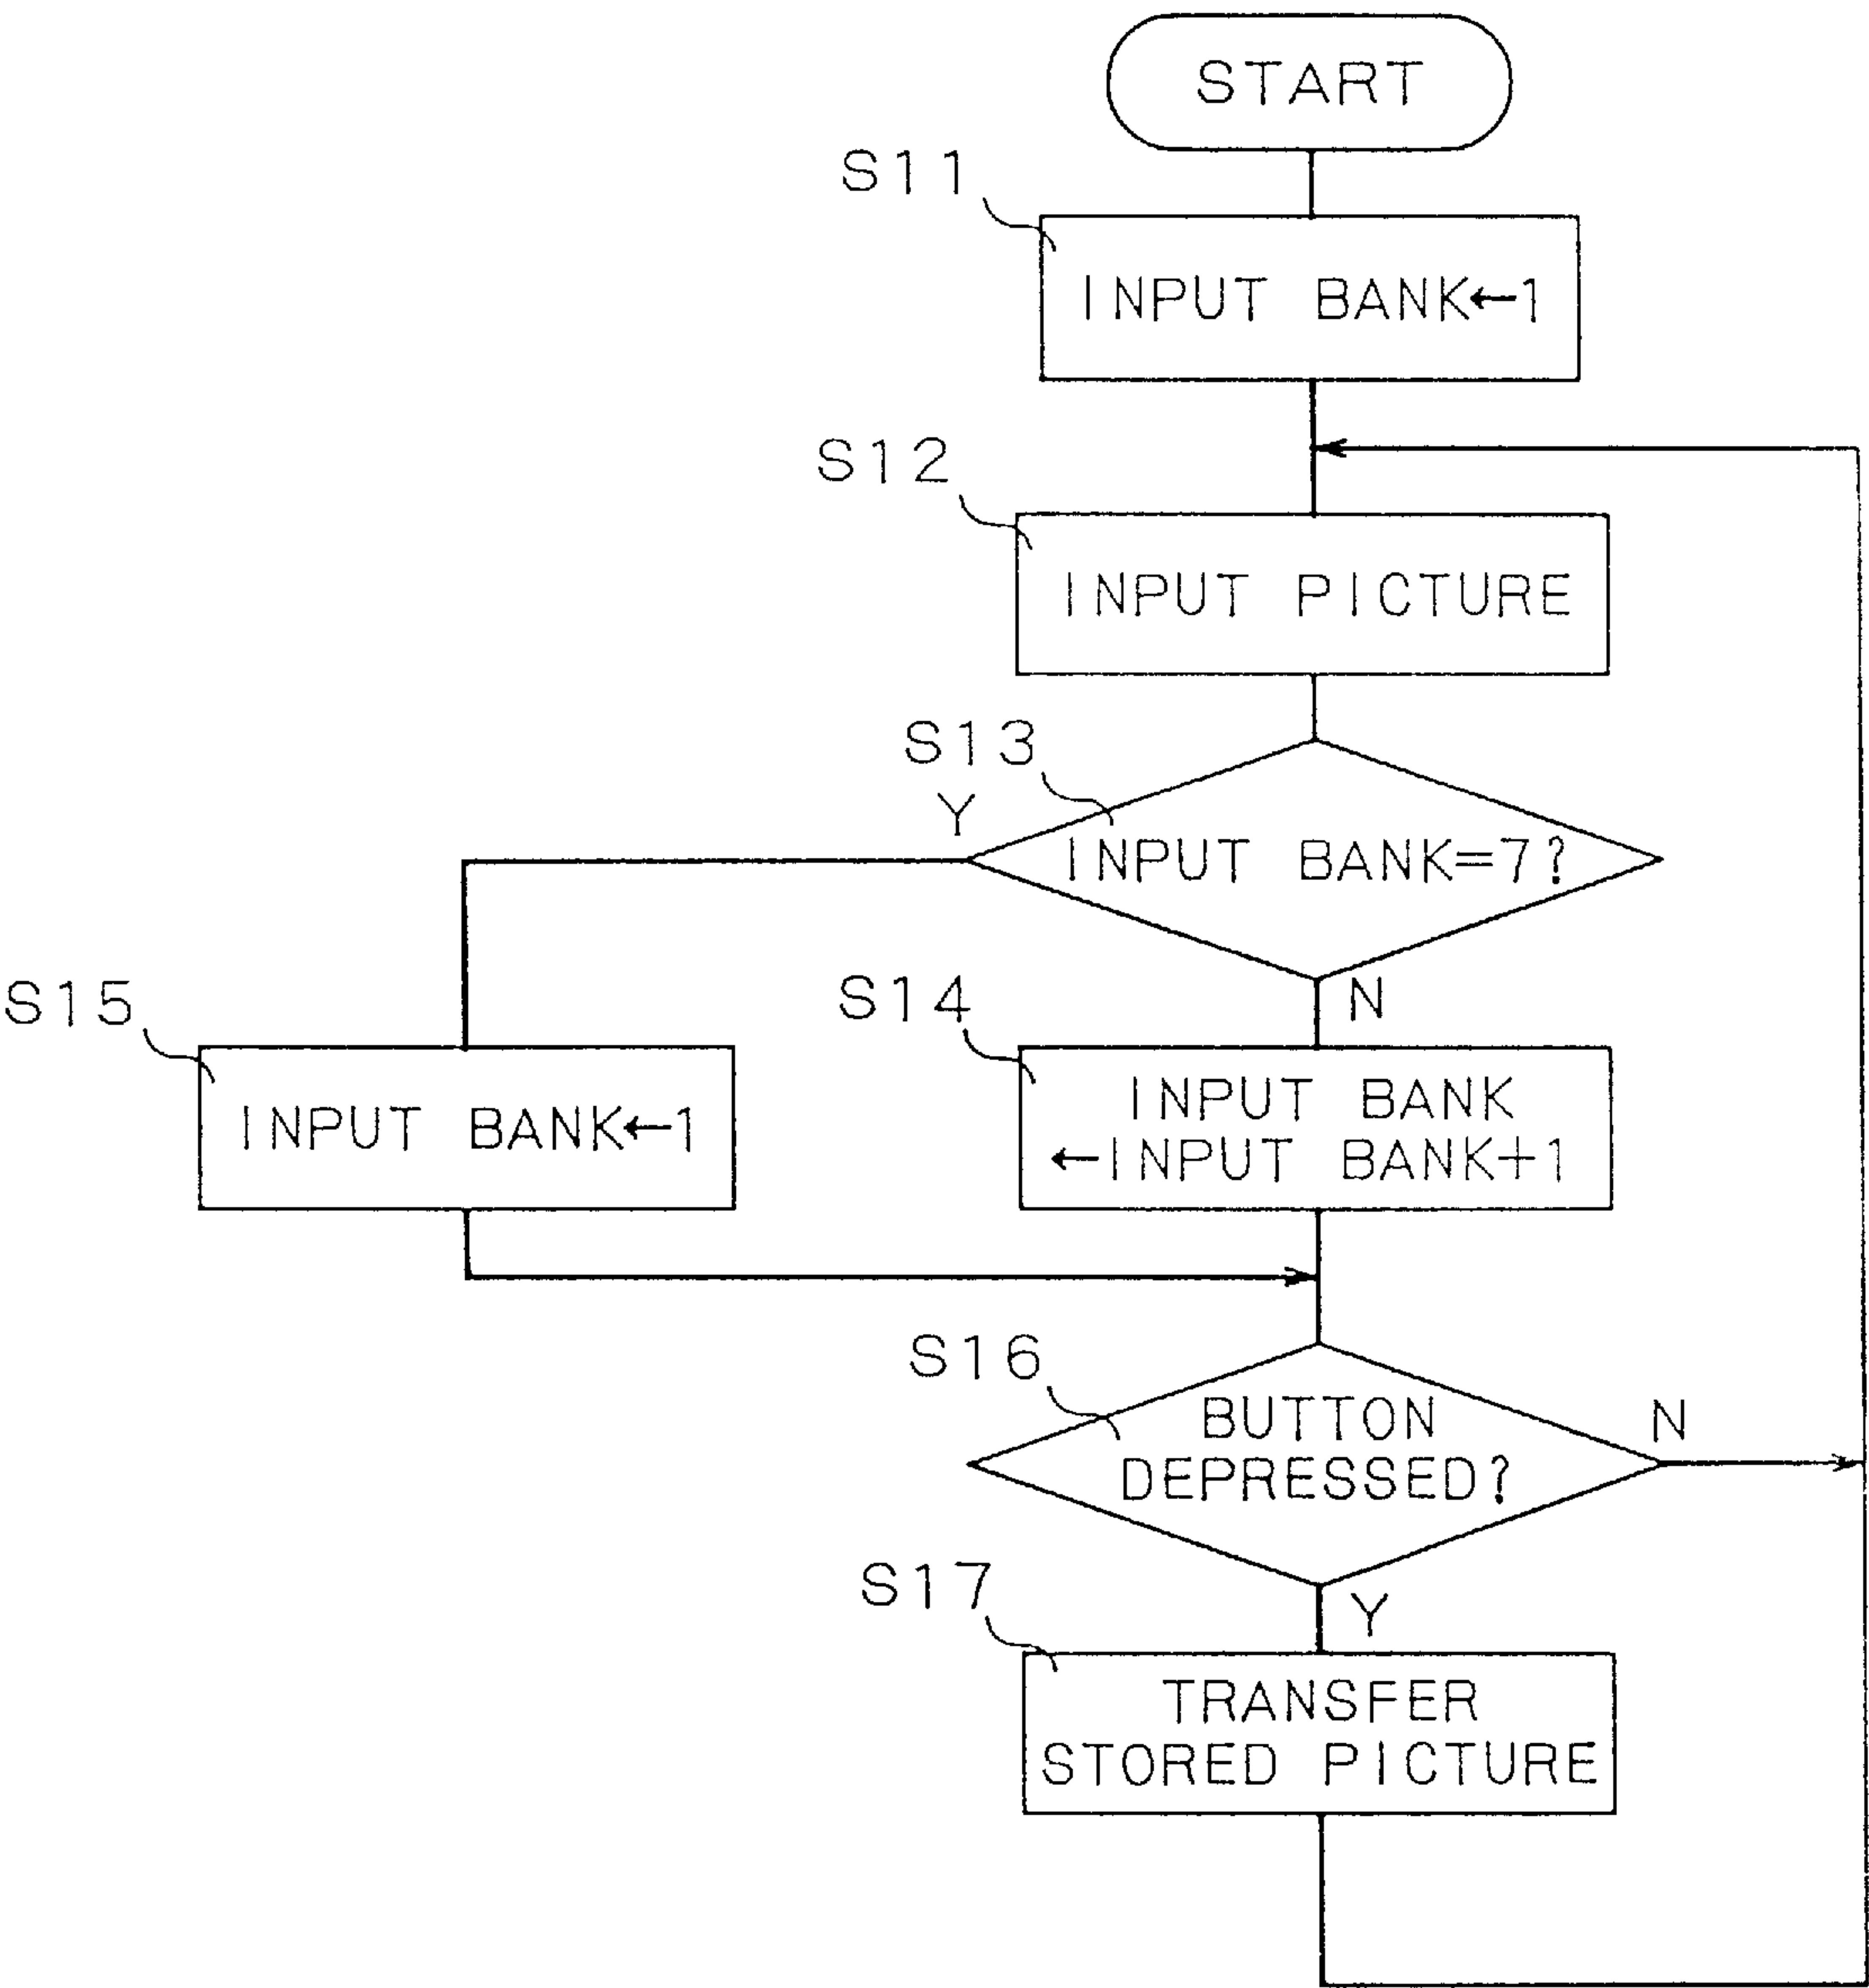 START
S11
INPUT BANK←1
S12
INPUT PICTURE
S13
Y
INPUT BANK=7?
N
S15
INPUT BANK←1
S14
INPUT BANK
←INPUT BANK+1
S16
BUTTON
DEPRESSED?
N
Y
S17
TRANSFER
STORED PICTURE